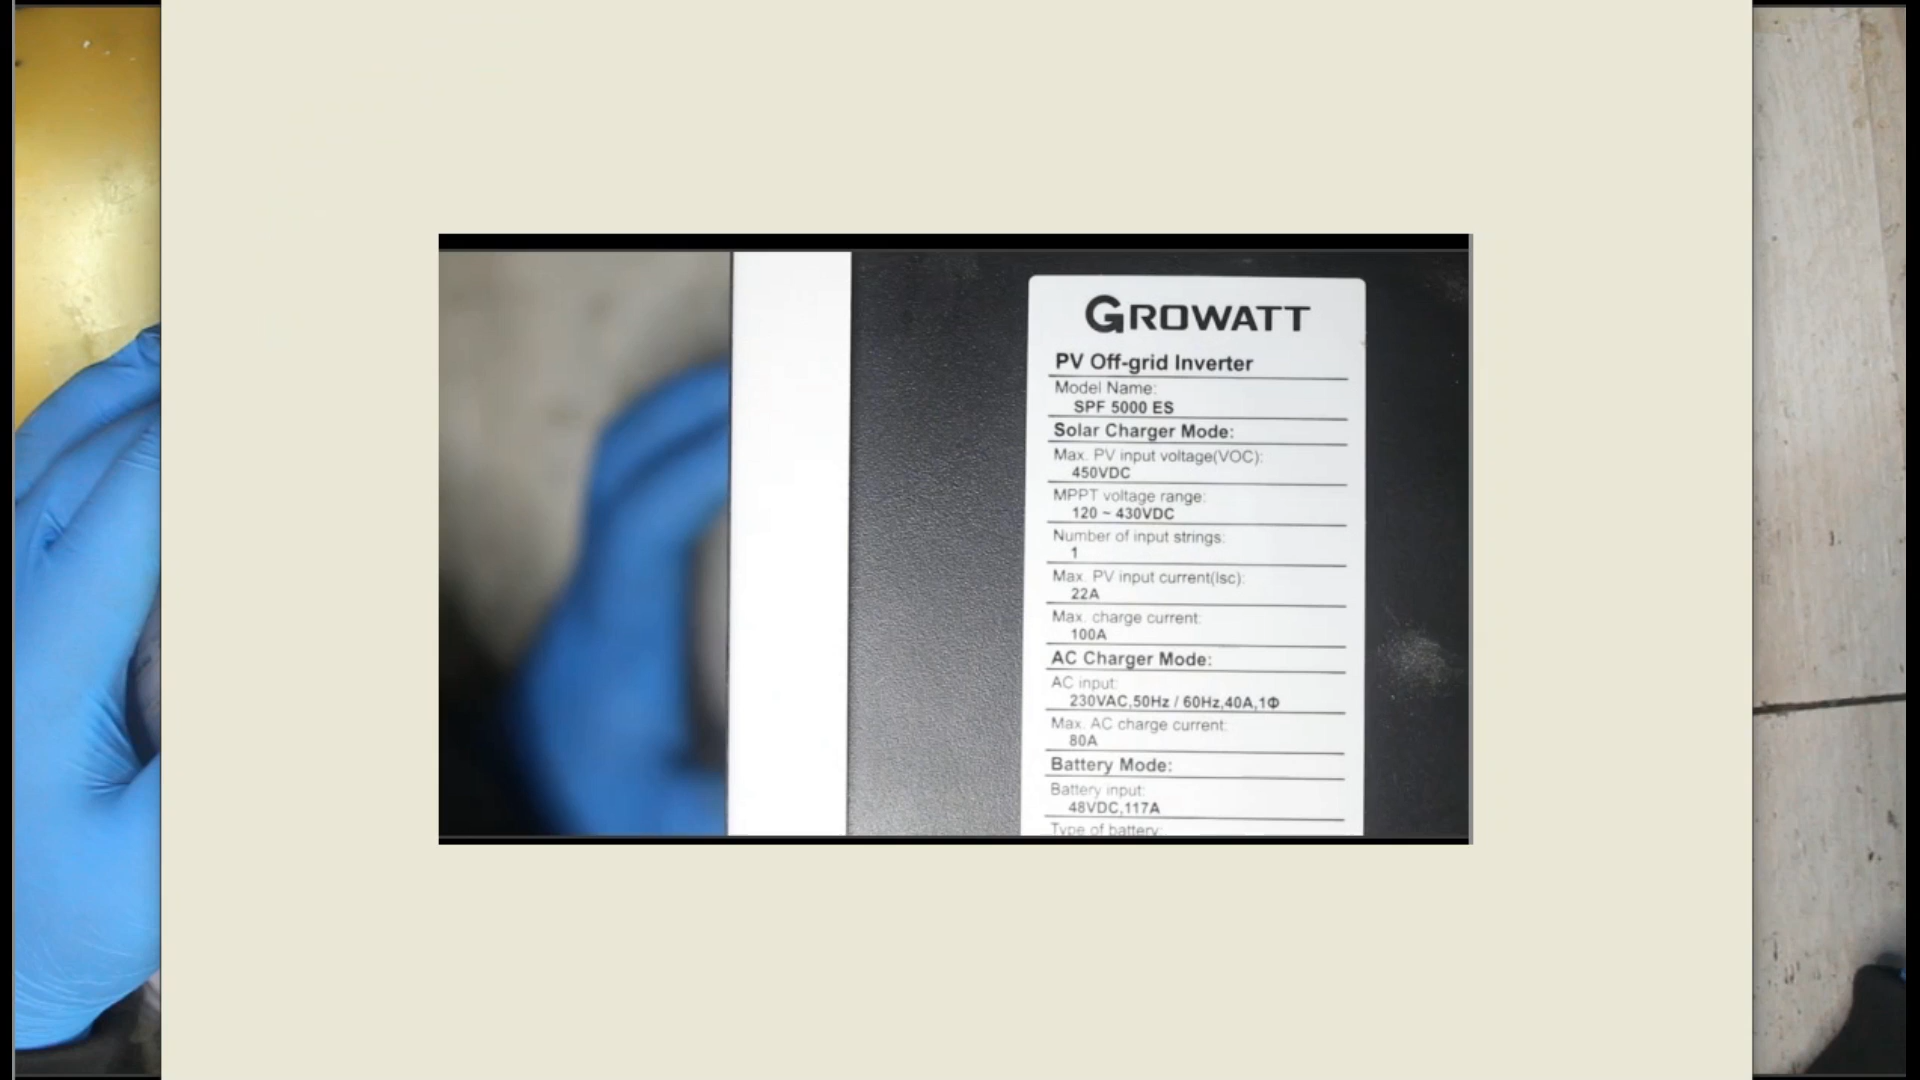 GROWATT
PV Off-grid Inverter
Model Name:
SPF 5000 ES
Solar Charger Mode:
Max. PV input voltage(VOC):
450VDC
MPPT voltage range:
120 ~ 430VDC
Number of input strings:
1
Max. PV input current(Isc):
22A
Max. charge current:
100A
AC Charger Mode:
AC input:
230VAC,50Hz / 60Hz,40A,1Φ
Max. AC charge current:
80A
Battery Mode:
Battery input:
48VDC,117A
Type of battery: